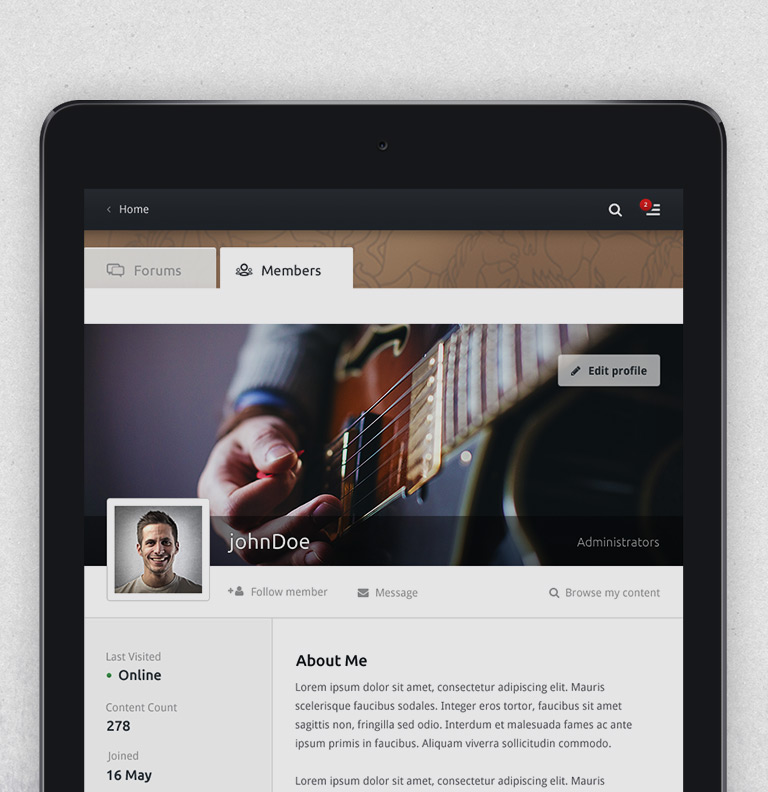 Home
2
Forums
Members
Edit profile
johnDoe
Administrators
Follow member
Message
Browse my content
Last Visited
Online
Content Count
278
Joined
16 May
About Me
Lorem ipsum dolor sit amet, consectetur adipiscing elit. Mauris
scelerisque faucibus sodales. Integer eros tortor, faucibus sit amet
sagittis non, fringilla sed odio. Interdum et malesuada fames ac ante
ipsum primis in faucibus. Aliquam viverra sollicitudin commodo.
Lorem ipsum dolor sit amet, consectetur adipiscing elit. Mauris